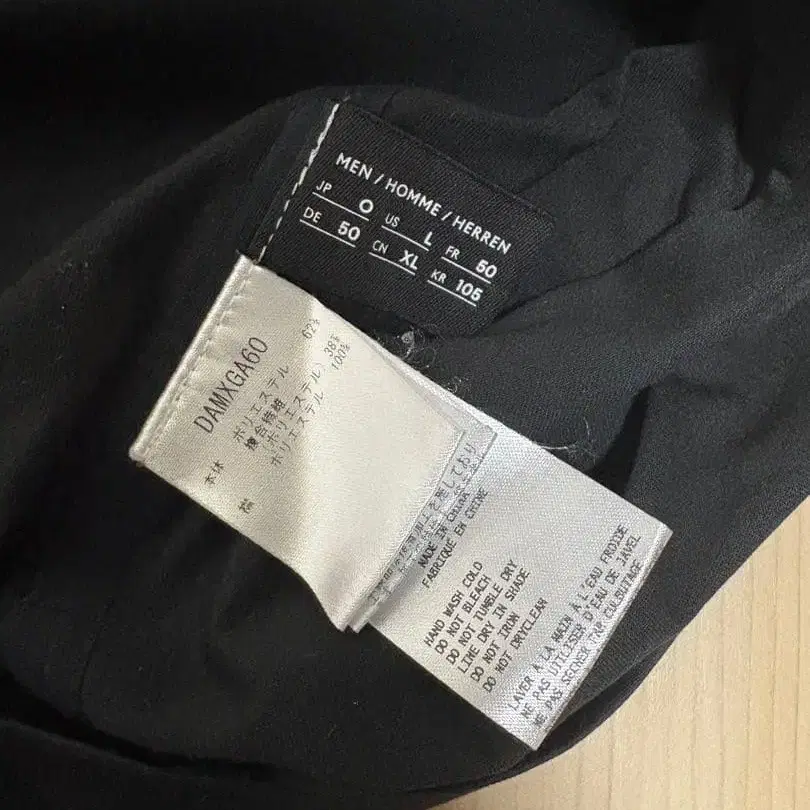 MEN / HOMME / HERREN
JP O US L FR 50
DE 50 CN XL KR 105
DAMXGA60
本体 ポリエステル 62%
複合繊維
(ポリエステル) 38%
ポリエステル 100%
MADE IN CHINA
FABRIQUE EN CHINE
HAND WASH COLD
DO NOT BLEACH
DO NOT TUMBLE DRY
LINE DRY IN SHADE
DO NOT IRON
DO NOT DRYCLEAN
LAVER À LA MAIN À L'EAU FROIDE
NE PAS UTILISER D'EAU DE JAVEL
NE PAS SÉCHER PAR CULBUTAGE